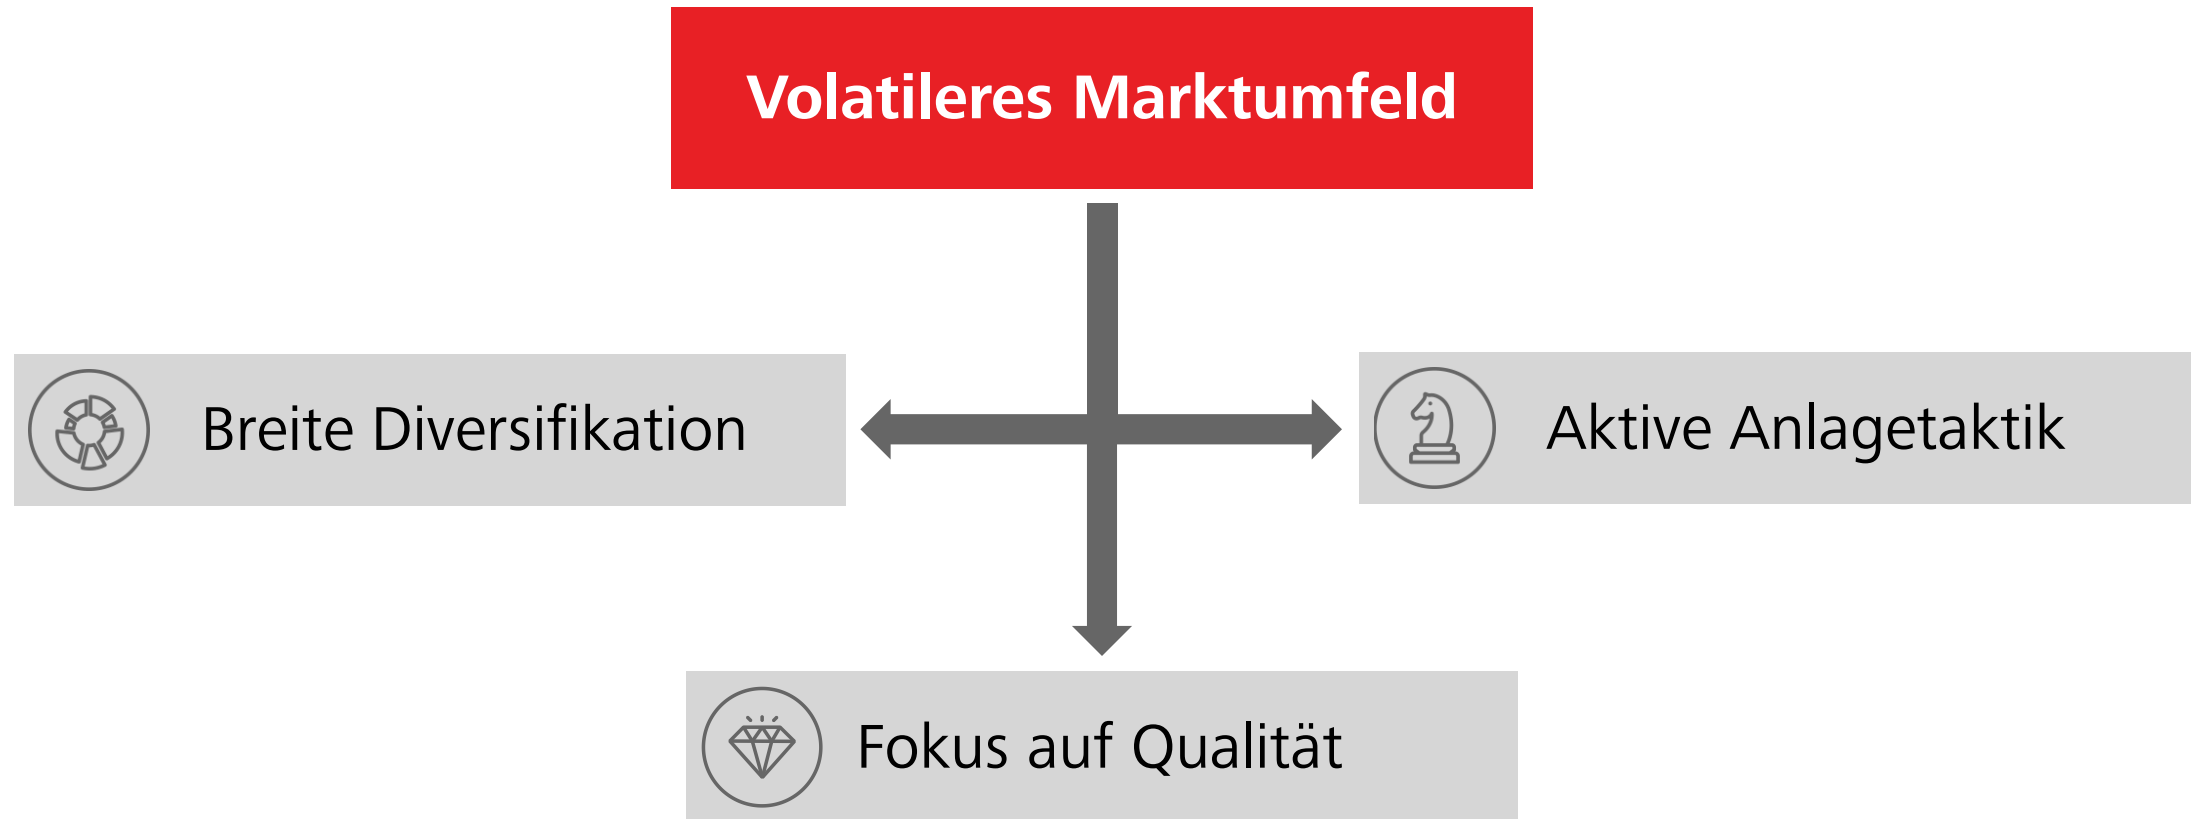 Volatileres Marktumfeld
Breite Diversifikation
Aktive Anlagetaktik
Fokus auf Qualität